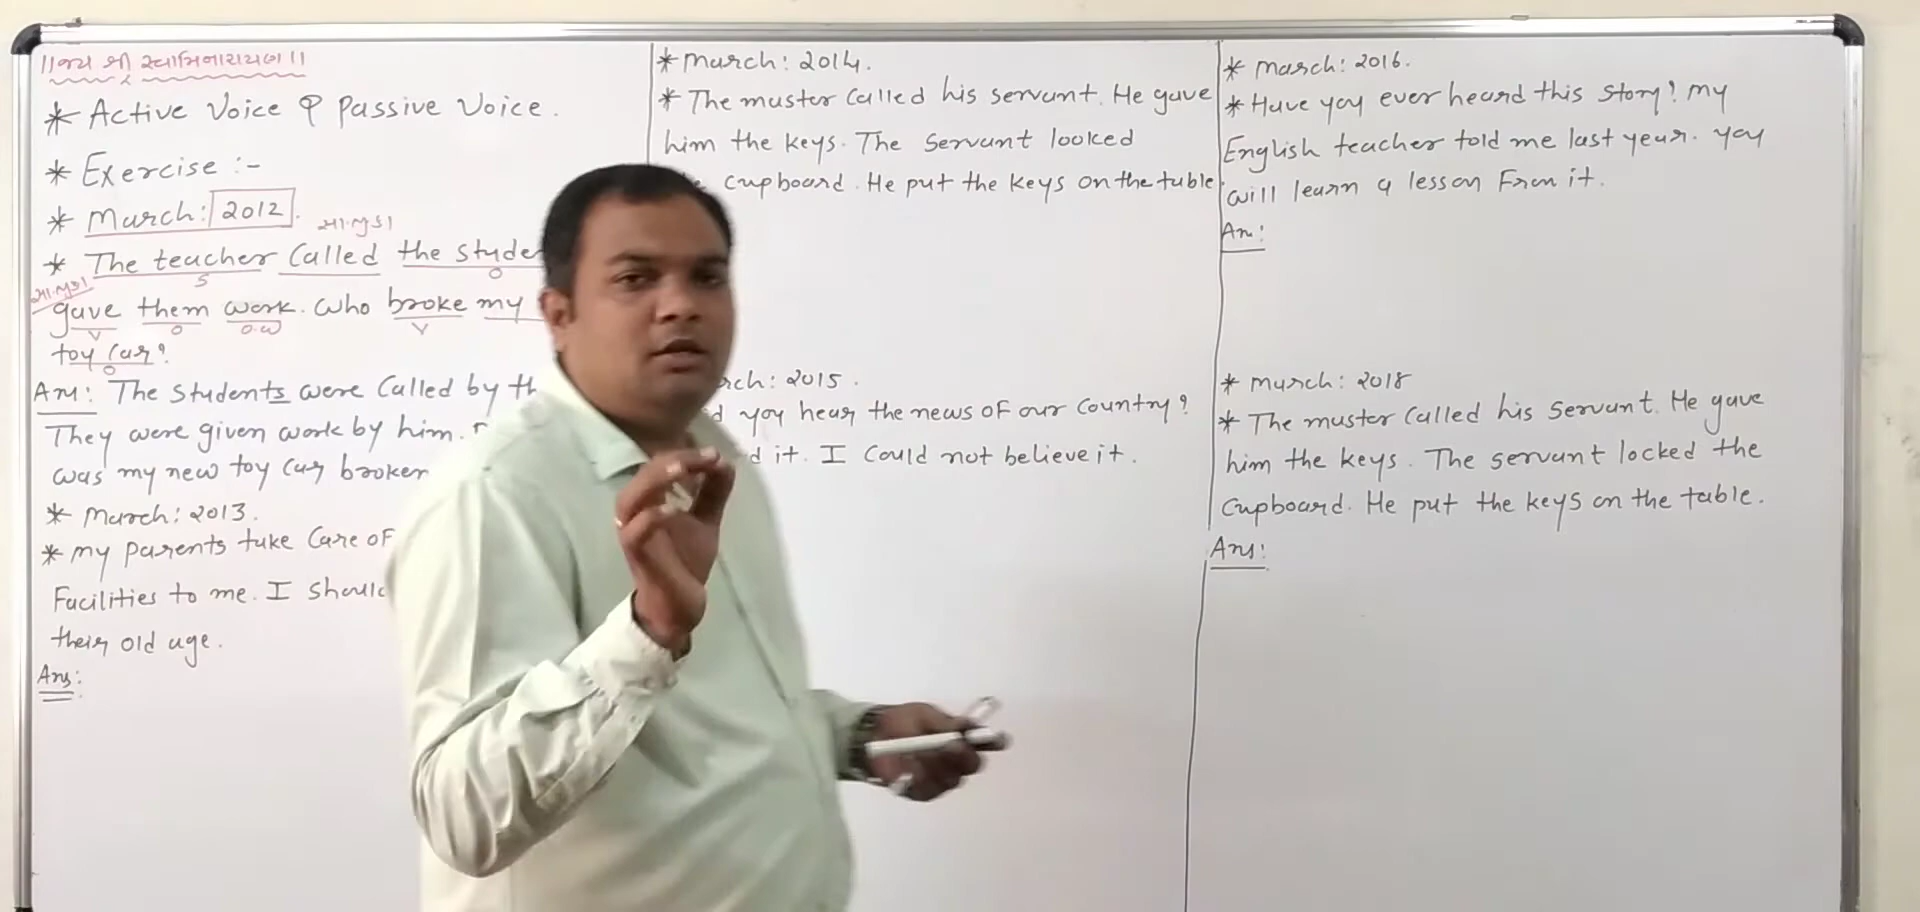 ॥જય શ્રી સ્વામિનારાયણ॥
* Active Voice & Passive Voice.
* Exercise :-
* March: 2012.
સા.ભુ.કા
* The teacher called the stude
S O
સા.ભુ.કા
gave them work. Who broke my
V O O.W V
toy car?
O
Ans: The students were called by th
They were given work by him.
was my new toy car broken
* March: 2013.
* My parents take care of
Facilities to me. I should
their old age.
Ans:
* March: 2014.
* The master called his servant. He gave
him the keys. The servant looked
cupboard. He put the keys on the table.
rch: 2015.
d you hear the news of our country?
d it. I could not believe it.
* March: 2016.
* Have you ever heard this story? My
English teacher told me last year. You
will learn a lesson From it.
An:
* March: 2018
* The master called his servant. He gave
him the keys. The servant locked the
cupboard. He put the keys on the table.
Ans: